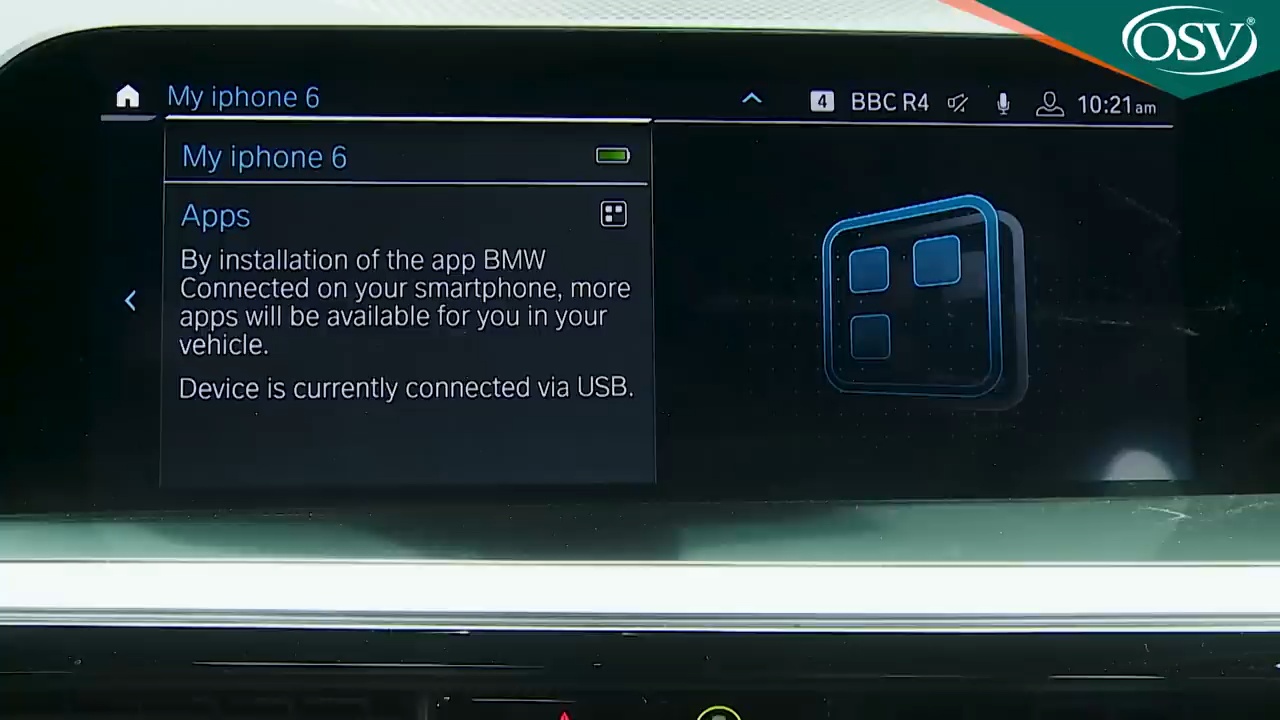 OSV®
My iphone 6
4 BBC R4 10:21am
My iphone 6
Apps
By installation of the app BMW
Connected on your smartphone, more
apps will be available for you in your
vehicle.
Device is currently connected via USB.